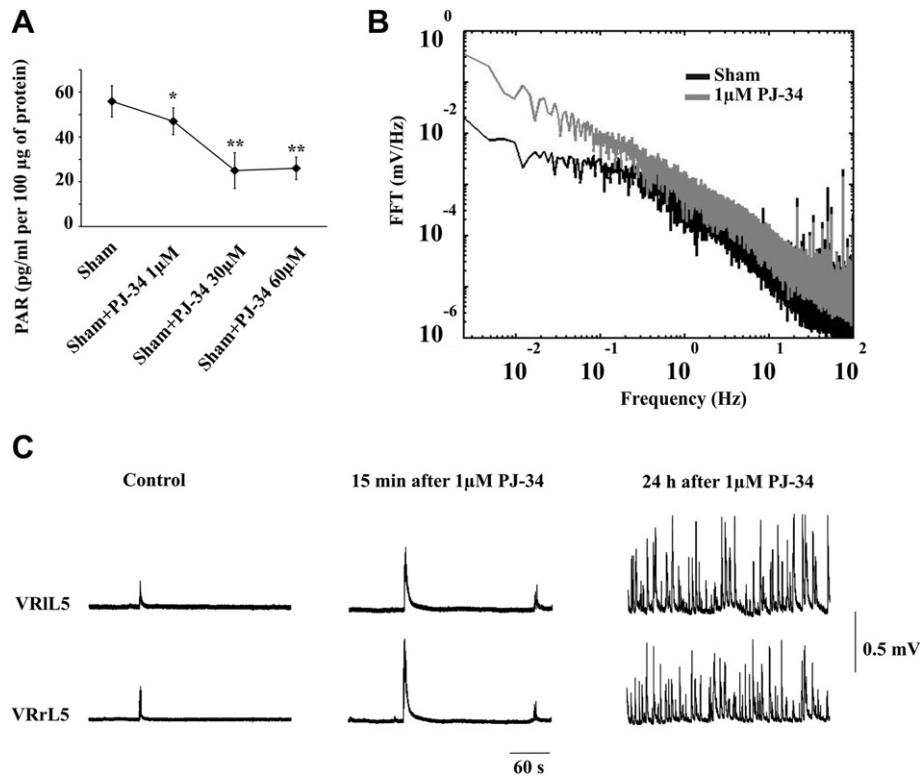 A
PAR (pg/ml per 100 µg of protein)
60
40
20
0
*
**
**
Sham
Sham+PJ-34 1µM
Sham+PJ-34 30µM
Sham+PJ-34 60µM
B
FFT (mV/Hz)
10^0
10^-2
10^-4
10^-6
Sham
1µM PJ-34
10^-2
10^-1
10^0
10^1
10^2
Frequency (Hz)
C
Control
15 min after 1µM PJ-34
24 h after 1µM PJ-34
VRlL5
VRrL5
0.5 mV
60 s